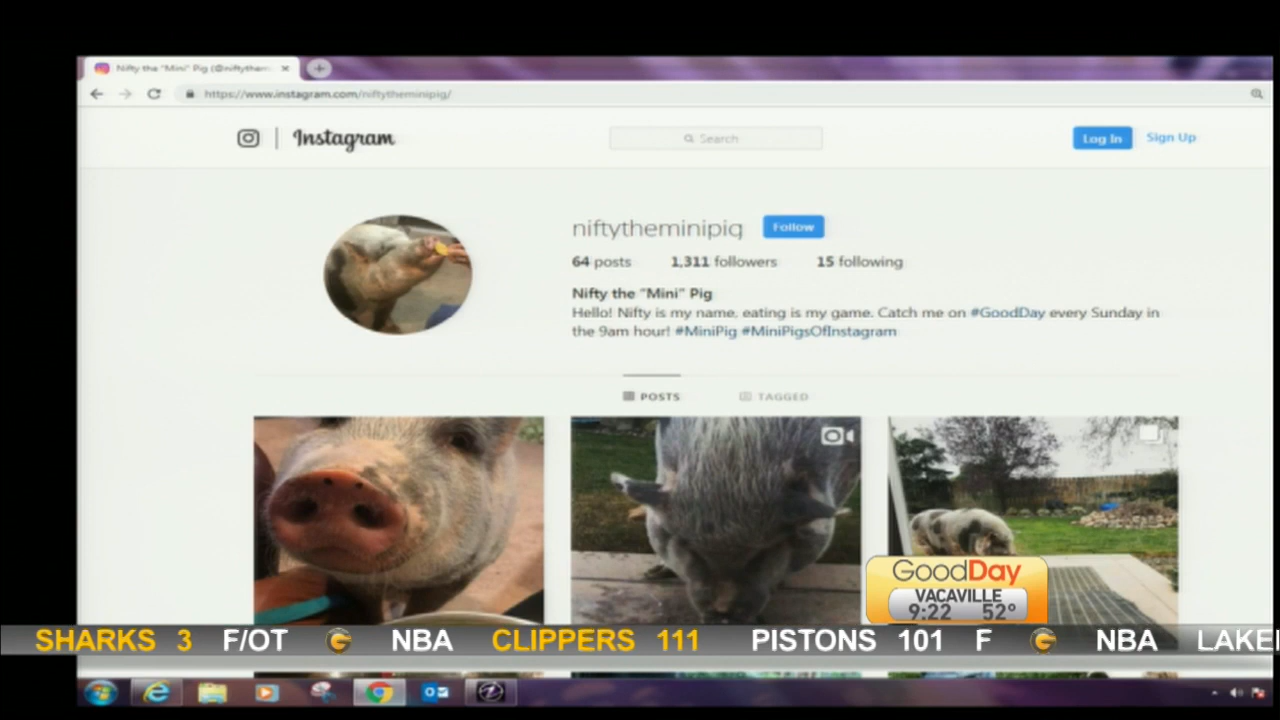 Nifty the "Mini" Pig (@niftythem
https://www.instagram.com/niftytheminipig/
Instagram
Search
Log In
Sign Up
niftytheminipig
Follow
64 posts 1,311 followers 15 following
Nifty the "Mini" Pig
Hello! Nifty is my name, eating is my game. Catch me on #GoodDay every Sunday in
the 9am hour! #MiniPig #MiniPigsOfInstagram
POSTS TAGGED
GoodDay
VACAVILLE
9:22 52°
SHARKS 3 F/OT G NBA CLIPPERS 111 PISTONS 101 F G NBA LAKE